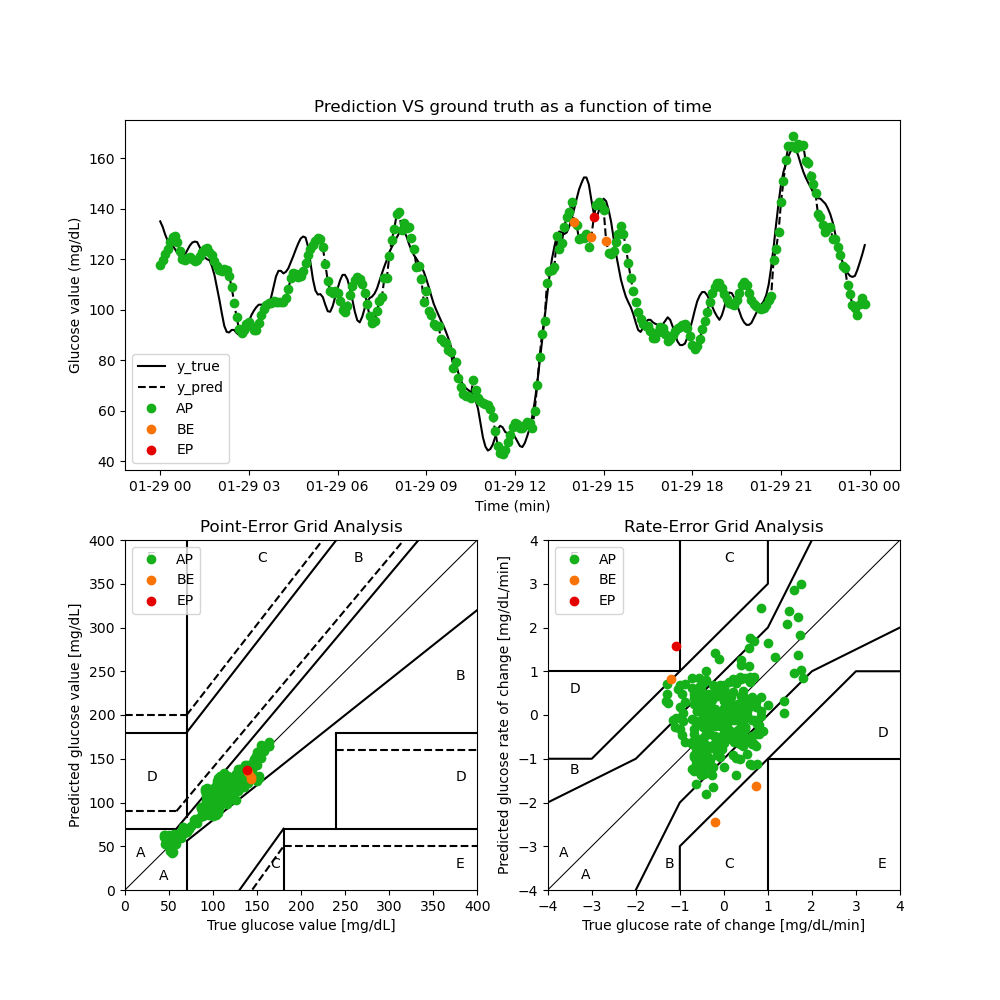 Prediction VS ground truth as a function of time
Glucose value (mg/dL)
160
140
120
100
80
60
40
y_true
y_pred
AP
BE
EP
01-29 00 01-29 03 01-29 06 01-29 09 01-29 12 01-29 15 01-29 18 01-29 21 01-30 00
Time (min)
Point-Error Grid Analysis
Predicted glucose value [mg/dL]
400
350
300
250
200
150
100
50
0
AP
BE
EP
C B
B
D D
A
A
C
E
0 50 100 150 200 250 300 350 400
True glucose value [mg/dL]
Rate-Error Grid Analysis
Predicted glucose rate of change [mg/dL/min]
4
3
2
1
0
−1
−2
−3
−4
AP
BE
EP
C
D
D
B
A
A
B C E
−4 −3 −2 −1 0 1 2 3 4
True glucose rate of change [mg/dL/min]